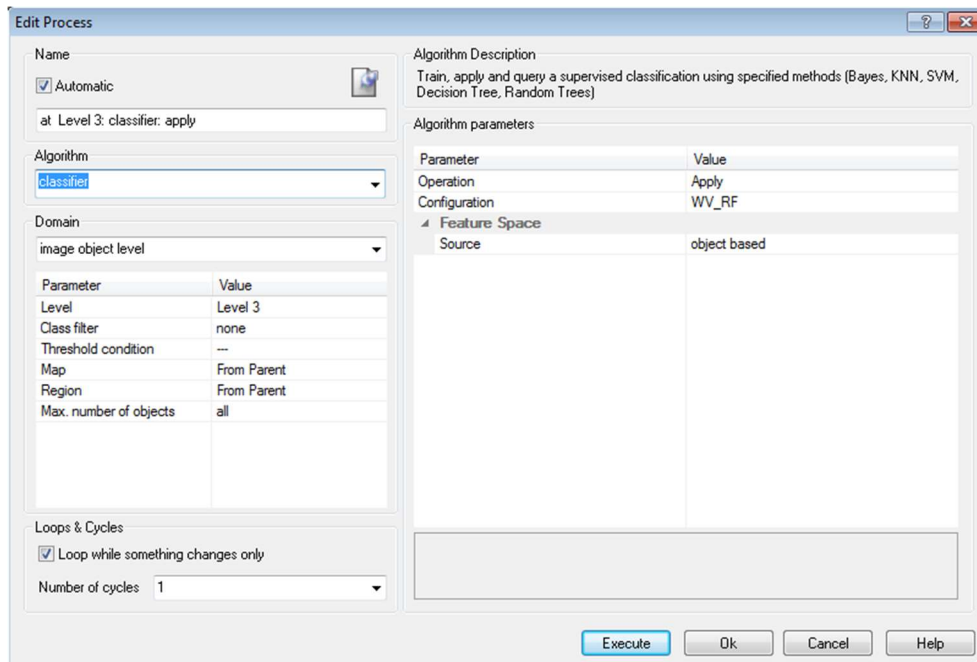 Edit Process
Name
Automatic
at Level 3: classifier: apply
Algorithm
classifier
Domain
image object level
Parameter Value
Level Level 3
Class filter none
Threshold condition ---
Map From Parent
Region From Parent
Max. number of objects all
Loops & Cycles
Loop while something changes only
Number of cycles 1
Algorithm Description
Train, apply and query a supervised classification using specified methods (Bayes, KNN, SVM,
Decision Tree, Random Trees)
Algorithm parameters
Parameter Value
Operation Apply
Configuration WV_RF
Feature Space
Source object based
Execute Ok Cancel Help